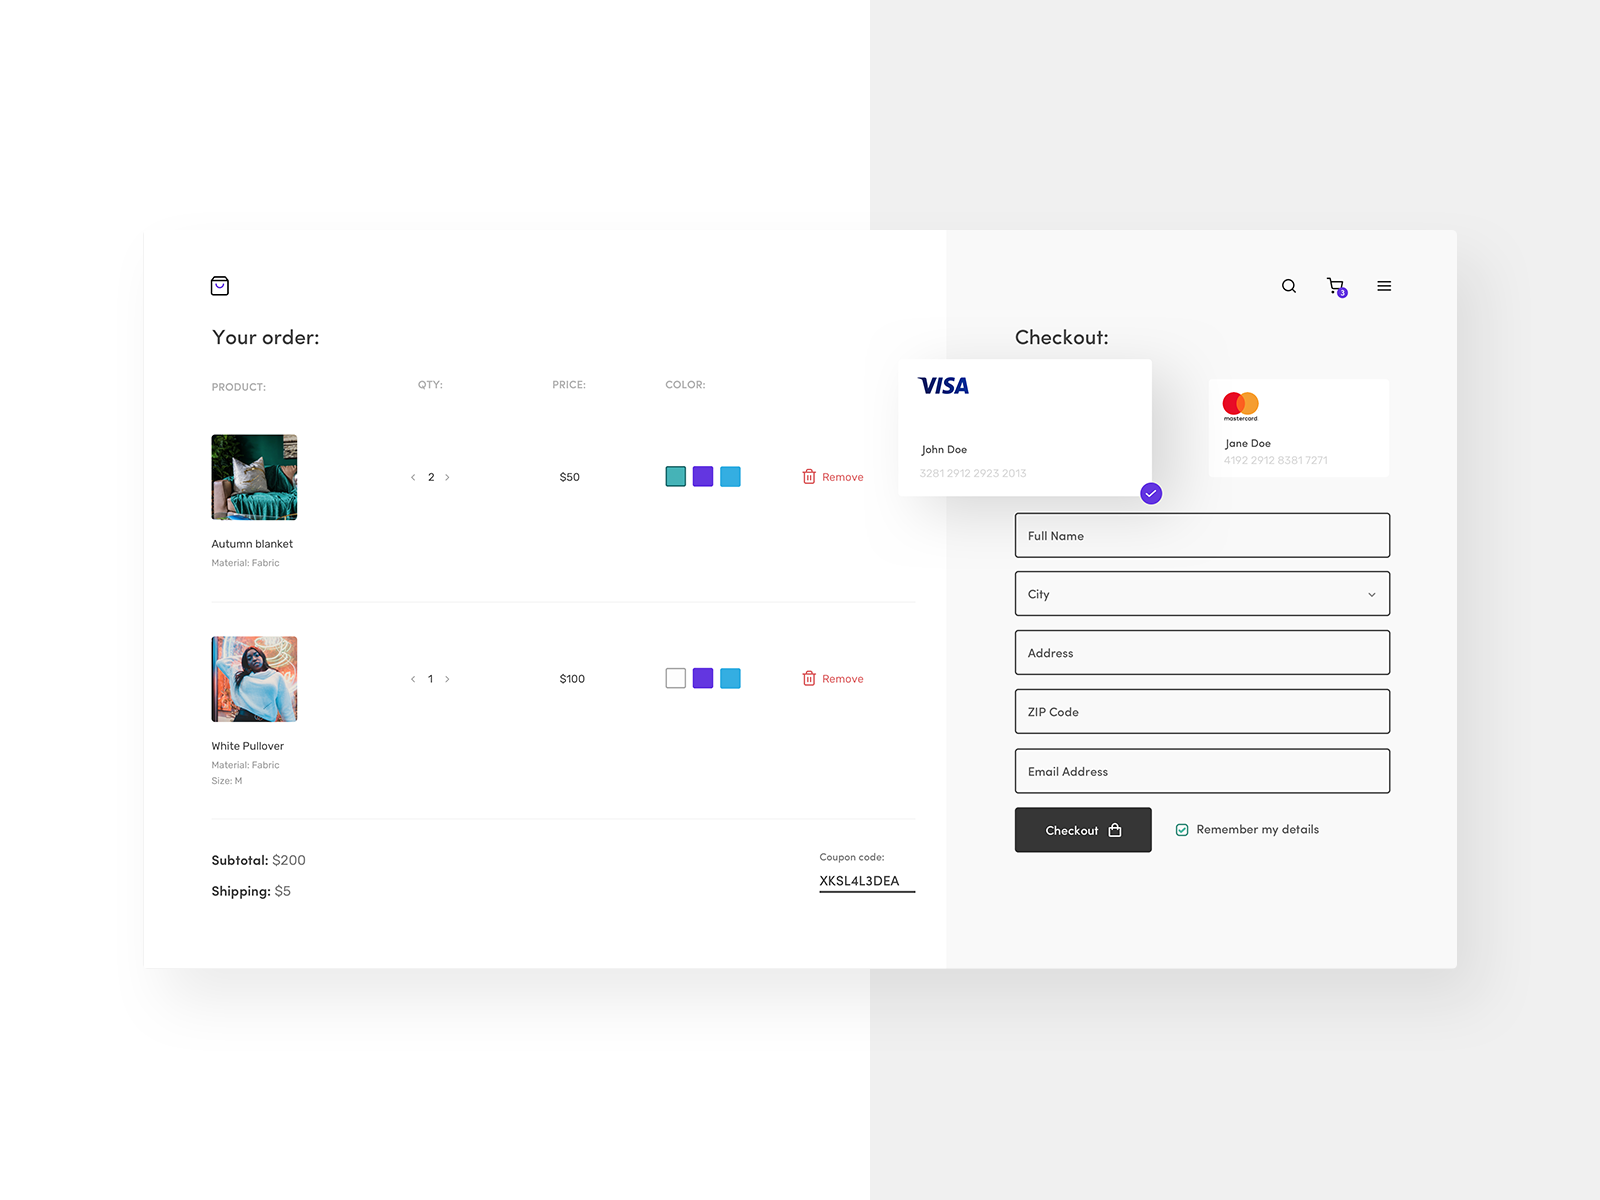 3
Your order:
PRODUCT: QTY: PRICE: COLOR:
2 $50 Remove
Autumn blanket
Material: Fabric
1 $100 Remove
White Pullover
Material: Fabric
Size: M
Subtotal: $200
Shipping: $5
Coupon code:
XKSL4L3DEA
Checkout:
VISA
John Doe
3281 2912 2923 2013
mastercard
Jane Doe
4192 2912 8381 7271
Full Name
City
Address
ZIP Code
Email Address
Checkout
Remember my details